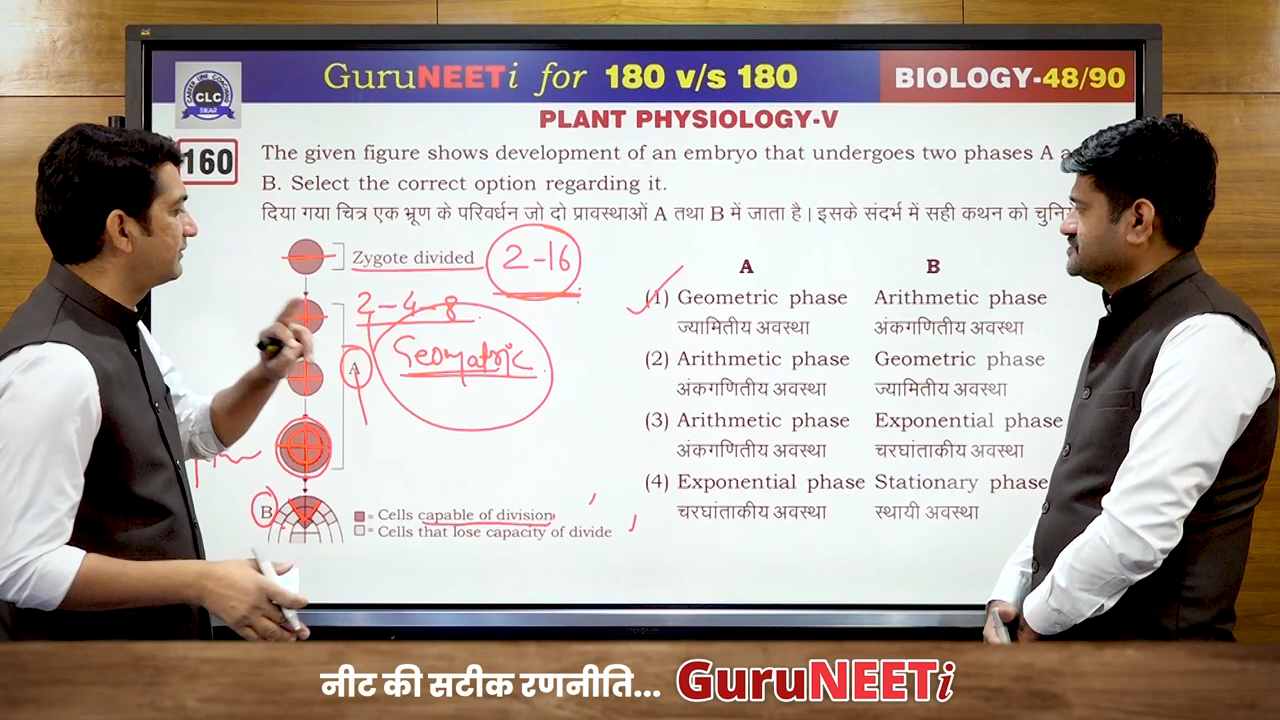 GuruNEETi for 180 v/s 180
BIOLOGY-48/90
CLC
SIKAR
PLANT PHYSIOLOGY-V
160
The given figure shows development of an embryo that undergoes two phases A
B. Select the correct option regarding it.
दिया गया चित्र एक भ्रूण के परिवर्धन जो दो प्रावस्थाओं A तथा B में जाता है। इसके संदर्भ में सही कथन को
Zygote divided
2-16
2-4-8
Geomatric
A
B
= Cells capable of division
= Cells that lose capacity of divide
A B
(1) Geometric phase Arithmetic phase
ज्यामितीय अवस्था अंकगणितीय अवस्था
(2) Arithmetic phase Geometric phase
अंकगणितीय अवस्था ज्यामितीय अवस्था
(3) Arithmetic phase Exponential phase
अंकगणितीय अवस्था चरघांताकीय अवस्था
(4) Exponential phase Stationary phase
चरघांताकीय अवस्था स्थायी अवस्था
नीट की सटीक रणनीति... GuruNEETi